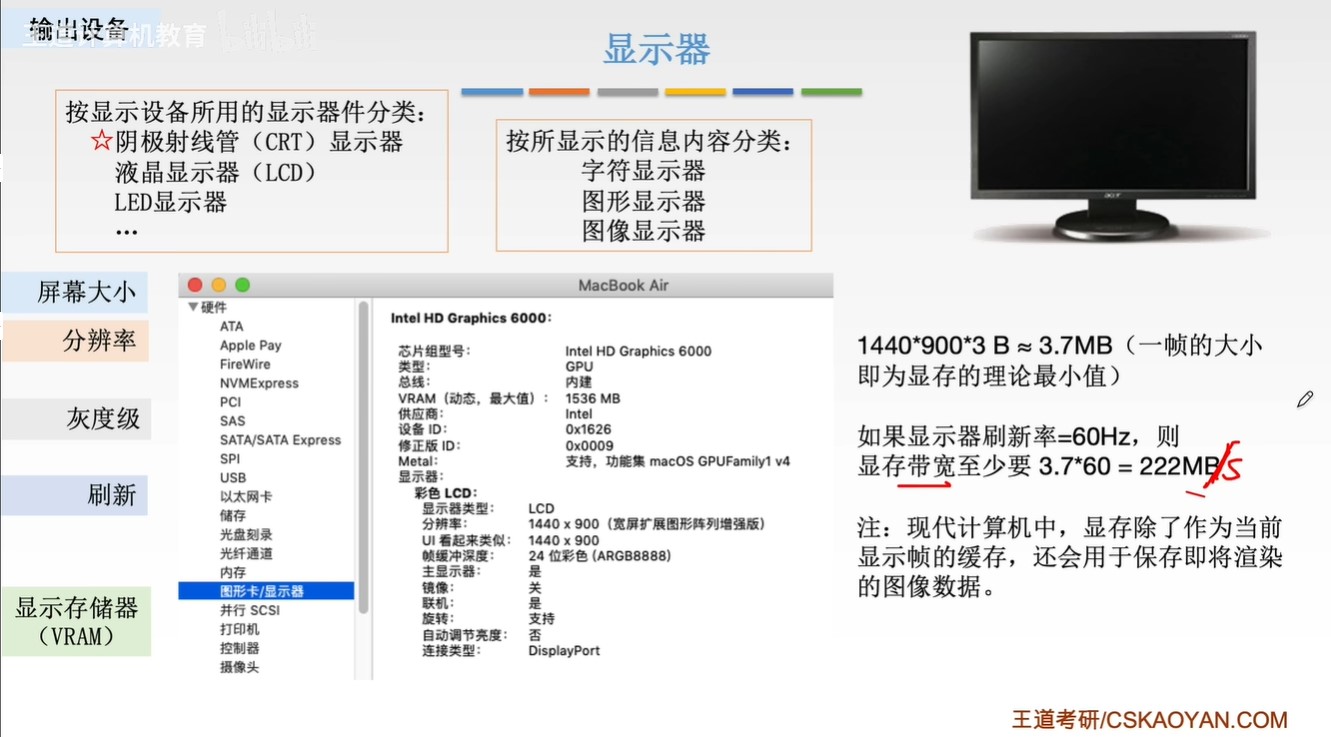 输出设备
王道计算机教育 bilibili
显示器
按显示设备所用的显示器件分类：
☆阴极射线管（CRT）显示器
液晶显示器（LCD）
LED显示器
…
按所显示的信息内容分类：
字符显示器
图形显示器
图像显示器
acer
屏幕大小
分辨率
灰度级
刷新
显示存储器
（VRAM）
MacBook Air
硬件
ATA
Apple Pay
FireWire
NVMExpress
PCI
SAS
SATA/SATA Express
SPI
USB
以太网卡
储存
光盘刻录
光纤通道
内存
图形卡/显示器
并行 SCSI
打印机
控制器
摄像头
Intel HD Graphics 6000：
芯片组型号： Intel HD Graphics 6000
类型： GPU
总线： 内建
VRAM（动态，最大值）： 1536 MB
供应商： Intel
设备 ID： 0x1626
修正版 ID： 0x0009
Metal： 支持，功能集 macOS GPUFamily1 v4
显示器：
彩色 LCD：
显示器类型： LCD
分辨率： 1440 x 900（宽屏扩展图形阵列增强版）
UI 看起来类似： 1440 x 900
帧缓冲深度： 24 位彩色 (ARGB8888)
主显示器： 是
镜像： 关
联机： 是
旋转： 支持
自动调节亮度： 否
连接类型： DisplayPort
1440*900*3 B ≈ 3.7MB（一帧的大小
即为显存的理论最小值）
如果显示器刷新率=60Hz，则
显存带宽至少要 3.7*60 = 222MB/s
注：现代计算机中，显存除了作为当前
显示帧的缓存，还会用于保存即将渲染
的图像数据。
王道考研/CSKAOYAN.COM